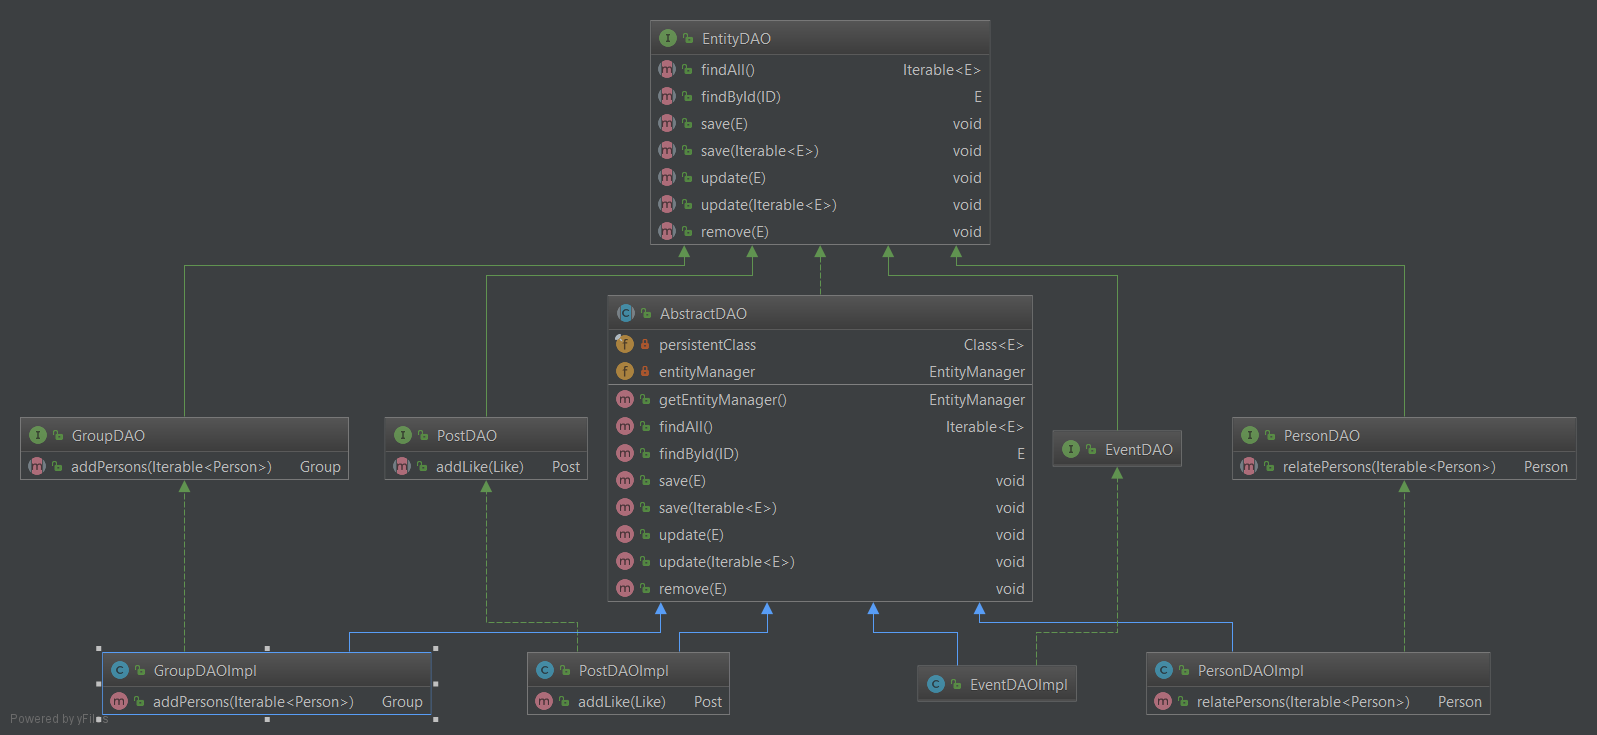 EntityDAO
findAll() Iterable<E>
findById(ID) E
save(E) void
save(Iterable<E>) void
update(E) void
update(Iterable<E>) void
remove(E) void
AbstractDAO
persistentClass Class<E>
entityManager EntityManager
getEntityManager() EntityManager
findAll() Iterable<E>
findById(ID) E
save(E) void
save(Iterable<E>) void
update(E) void
update(Iterable<E>) void
remove(E) void
GroupDAO
addPersons(Iterable<Person>) Group
PostDAO
addLike(Like) Post
EventDAO
PersonDAO
relatePersons(Iterable<Person>) Person
GroupDAOImpl
addPersons(Iterable<Person>) Group
PostDAOImpl
addLike(Like) Post
EventDAOImpl
PersonDAOImpl
relatePersons(Iterable<Person>) Person
Powered by yFiles